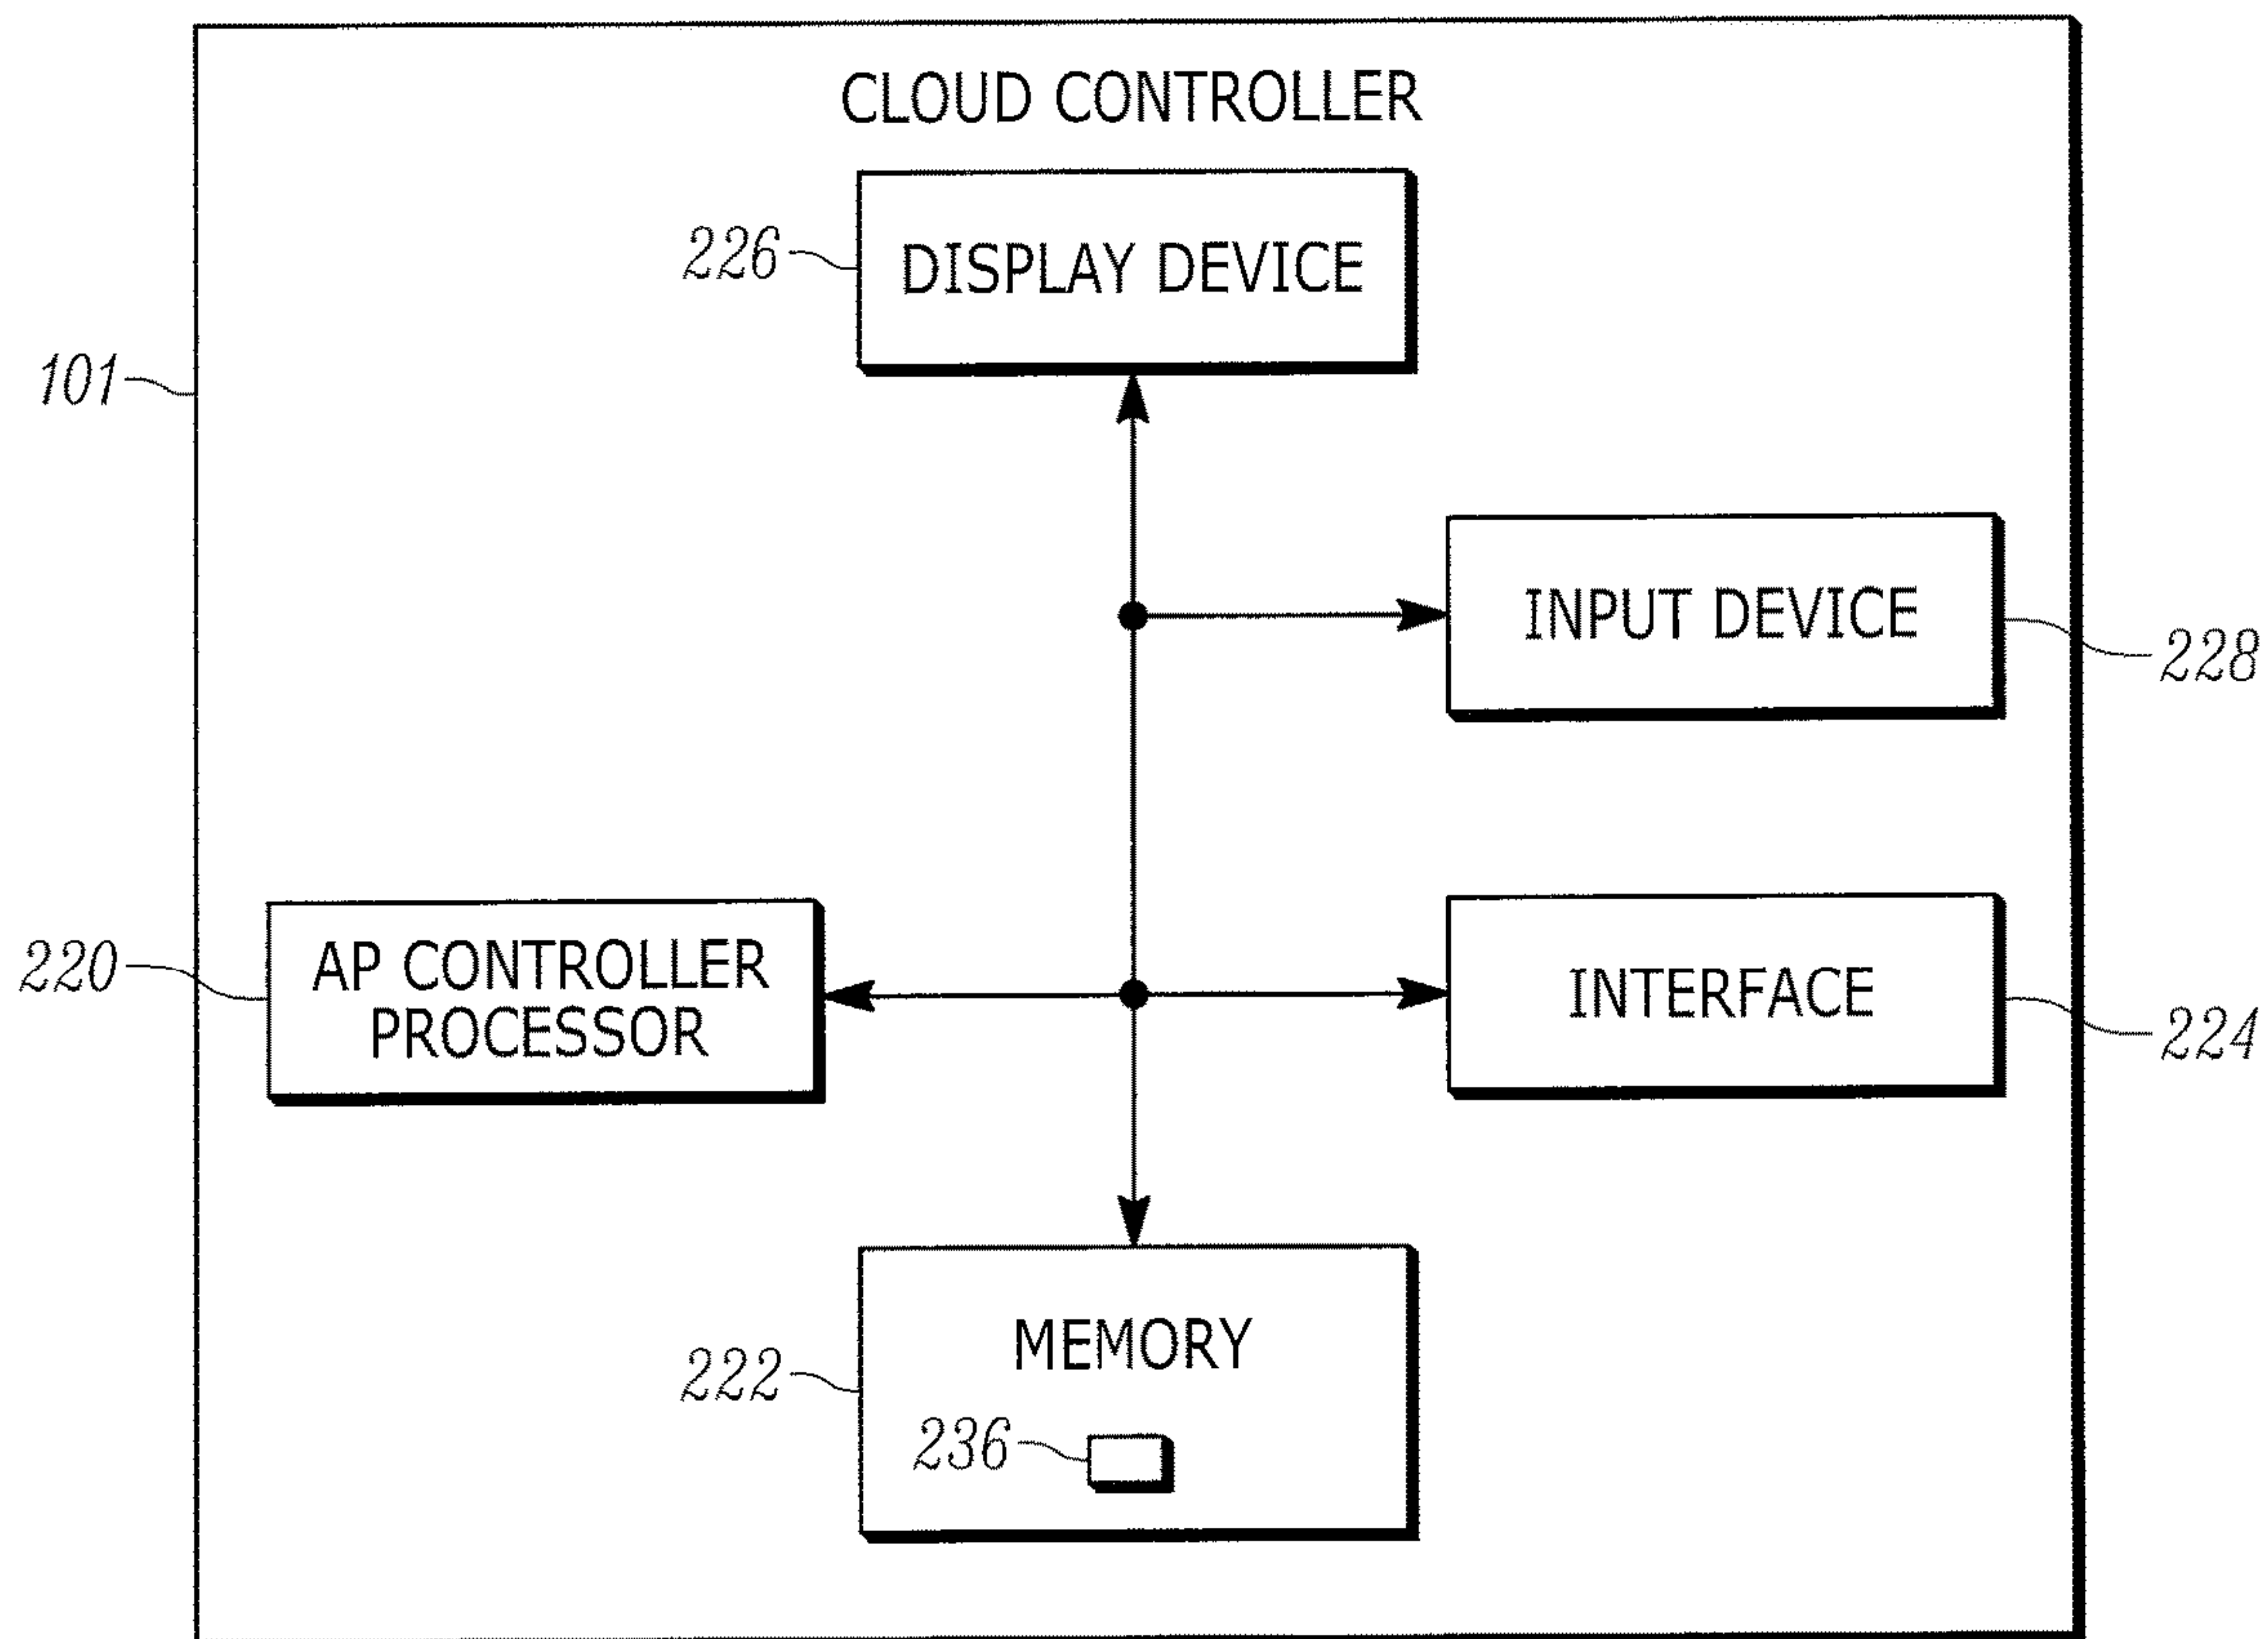 CLOUD CONTROLLER
226
DISPLAY DEVICE
101
INPUT DEVICE
228
220
AP CONTROLLER
PROCESSOR
INTERFACE
224
MEMORY
222
236